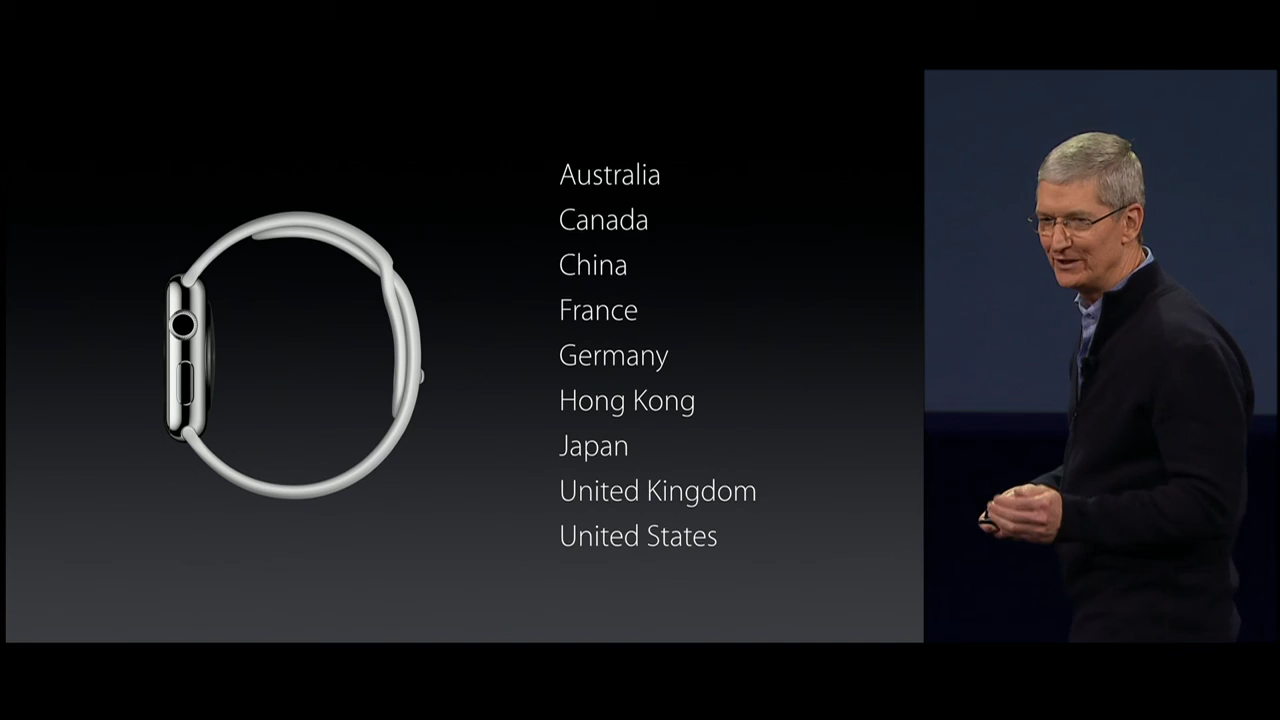 Australia
Canada
China
France
Germany
Hong Kong
Japan
United Kingdom
United States